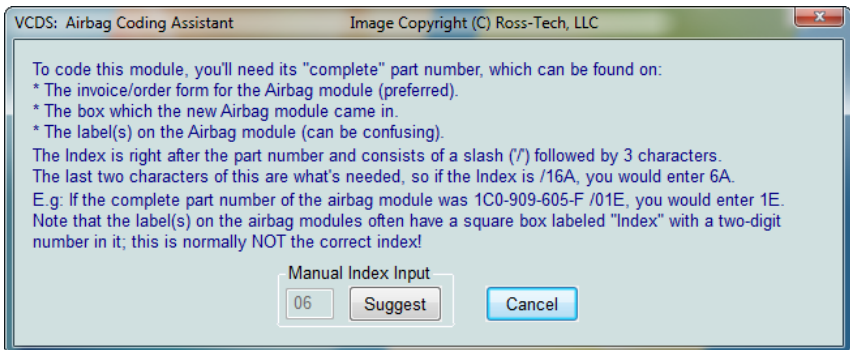 VCDS: Airbag Coding Assistant Image Copyright (C) Ross-Tech, LLC
x
To code this module, you'll need its "complete" part number, which can be found on:
* The invoice/order form for the Airbag module (preferred).
* The box which the new Airbag module came in.
* The label(s) on the Airbag module (can be confusing).
The Index is right after the part number and consists of a slash ('/') followed by 3 characters.
The last two characters of this are what's needed, so if the Index is /16A, you would enter 6A.
E.g: If the complete part number of the airbag module was 1C0-909-605-F /01E, you would enter 1E.
Note that the label(s) on the airbag modules often have a square box labeled "Index" with a two-digit
number in it; this is normally NOT the correct index!
Manual Index Input
06 Suggest Cancel